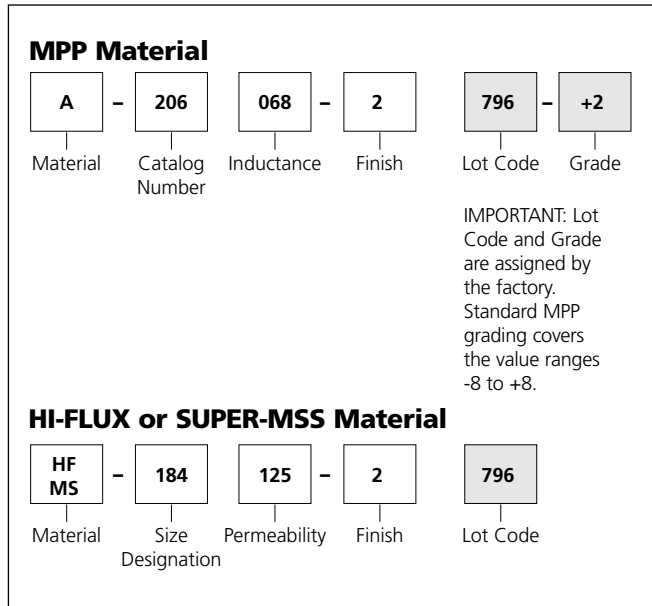 MPP Material
A – 206 068 – 2 796 – +2
Material Catalog Number Inductance Finish Lot Code Grade
IMPORTANT: Lot
Code and Grade
are assigned by
the factory.
Standard MPP
grading covers
the value ranges
-8 to +8.
HI-FLUX or SUPER-MSS Material
HF MS – 184 125 – 2 796
Material Size Designation Permeability Finish Lot Code